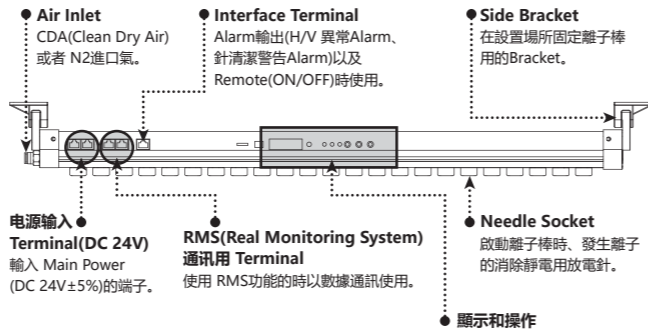 Air Inlet
CDA(Clean Dry Air)
或者 N2進口氣。
Interface Terminal
Alarm輸出(H/V 異常Alarm、
針清潔警告Alarm)以及
Remote(ON/OFF)時使用。
Side Bracket
在設置場所固定離子棒
用的Bracket。
电源输入
Terminal(DC 24V)
輸入 Main Power
(DC 24V±5%)的端子。
RMS(Real Monitoring System)
通讯用 Terminal
使用 RMS功能的時以數據通訊使用。
Needle Socket
啟動離子棒時、發生離子
的消除靜電用放電針。
顯示和操作